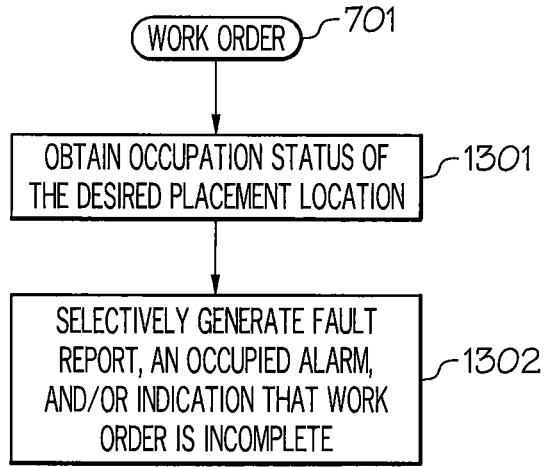 WORK ORDER
701
OBTAIN OCCUPATION STATUS OF
THE DESIRED PLACEMENT LOCATION
1301
SELECTIVELY GENERATE FAULT
REPORT, AN OCCUPIED ALARM,
AND/OR INDICATION THAT WORK
ORDER IS INCOMPLETE
1302